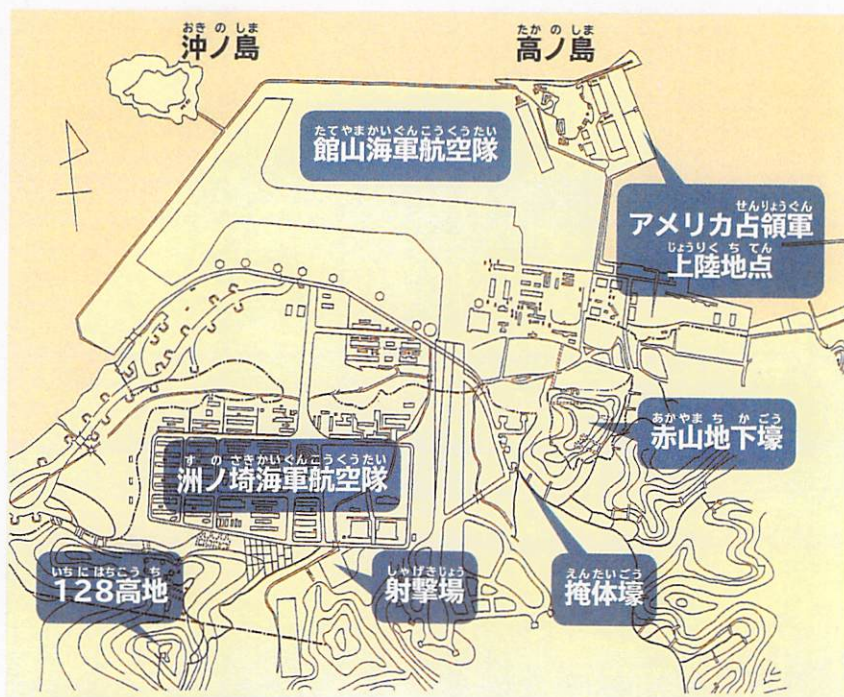 おきのしま
沖ノ島
たかのしま
高ノ島
たてやまかいぐんこうくうたい
館山海軍航空隊
せんりょうぐん
アメリカ占領軍
じょうりくちてん
上陸地点
あかやまちかごう
赤山地下壕
すのさきかいぐんこうくうたい
洲ノ埼海軍航空隊
いちにはちこうち
128高地
しゃげきじょう
射撃場
えんたいごう
掩体壕